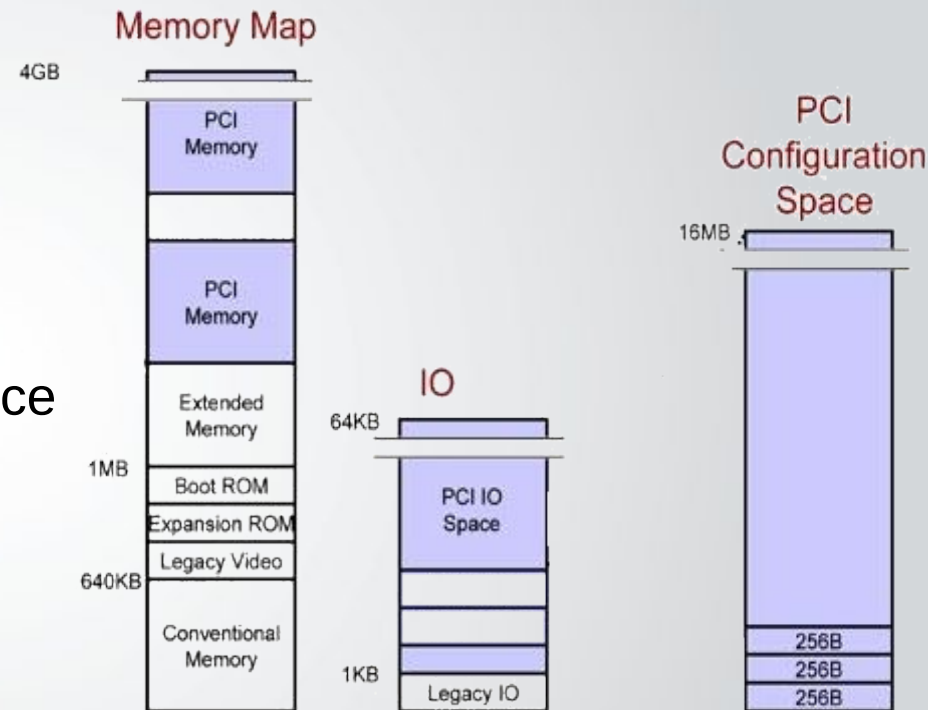 Memory Map
4GB
PCI
Memory
PCI
Memory
Extended
Memory
1MB
Boot ROM
Expansion ROM
Legacy Video
640KB
Conventional
Memory
ce
IO
64KB
PCI IO
Space
1KB
Legacy IO
PCI
Configuration
Space
16MB
256B
256B
256B